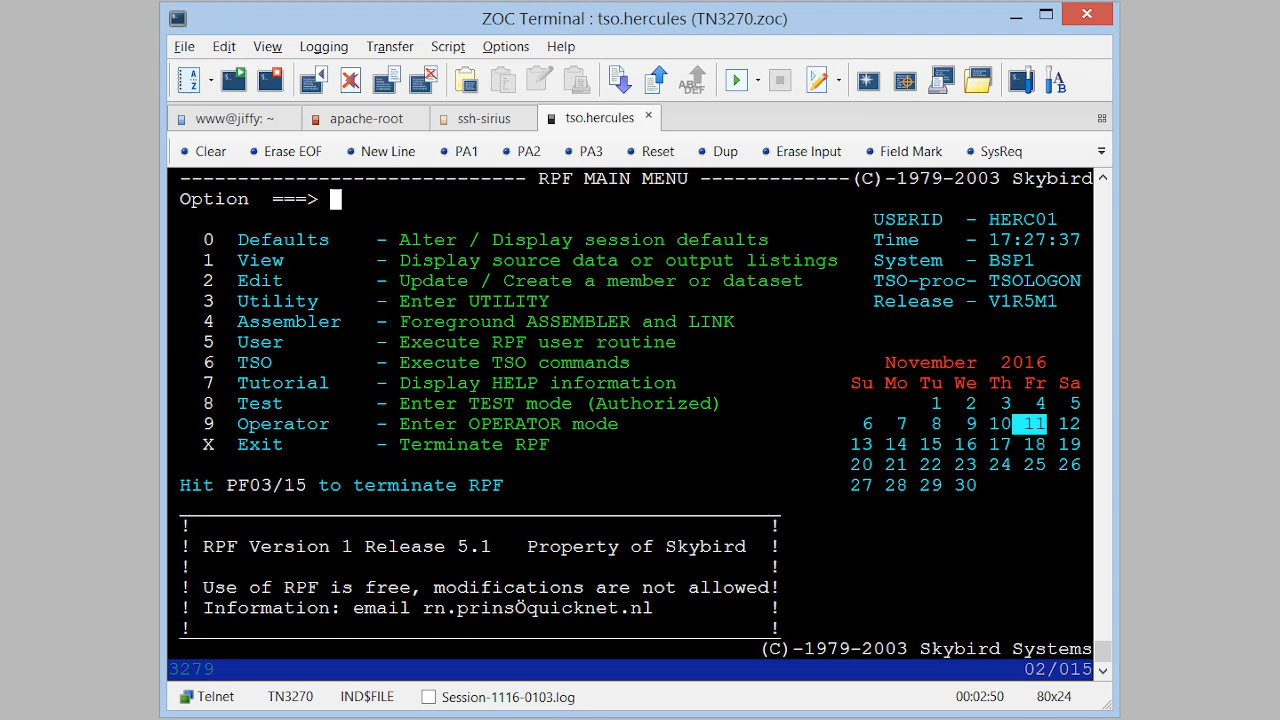 ZOC Terminal : tso.hercules (TN3270.zoc)
File Edit View Logging Transfer Script Options Help
www@jiffy: ~ apache-root ssh-sirius tso.hercules
Clear Erase EOF New Line PA1 PA2 PA3 Reset Dup Erase Input Field Mark SysReq
------------------------------ RPF MAIN MENU -------------(C)-1979-2003 Skybird
Option ===>
USERID - HERC01
0 Defaults - Alter / Display session defaults Time - 17:27:37
1 View - Display source data or output listings System - BSP1
2 Edit - Update / Create a member or dataset TSO-proc- TSOLOGON
3 Utility - Enter UTILITY Release - V1R5M1
4 Assembler - Foreground ASSEMBLER and LINK
5 User - Execute RPF user routine
6 TSO - Execute TSO commands November 2016
7 Tutorial - Display HELP information Su Mo Tu We Th Fr Sa
8 Test - Enter TEST mode (Authorized) 1 2 3 4 5
9 Operator - Enter OPERATOR mode 6 7 8 9 10 11 12
X Exit - Terminate RPF 13 14 15 16 17 18 19
20 21 22 23 24 25 26
Hit PF03/15 to terminate RPF 27 28 29 30
! !
! RPF Version 1 Release 5.1 Property of Skybird !
! !
! Use of RPF is free, modifications are not allowed!
! Information: email rn.prinsÖquicknet.nl !
! !
(C)-1979-2003 Skybird Systems
3279 02/015
Telnet TN3270 IND$FILE Session-1116-0103.log 00:02:50 80x24